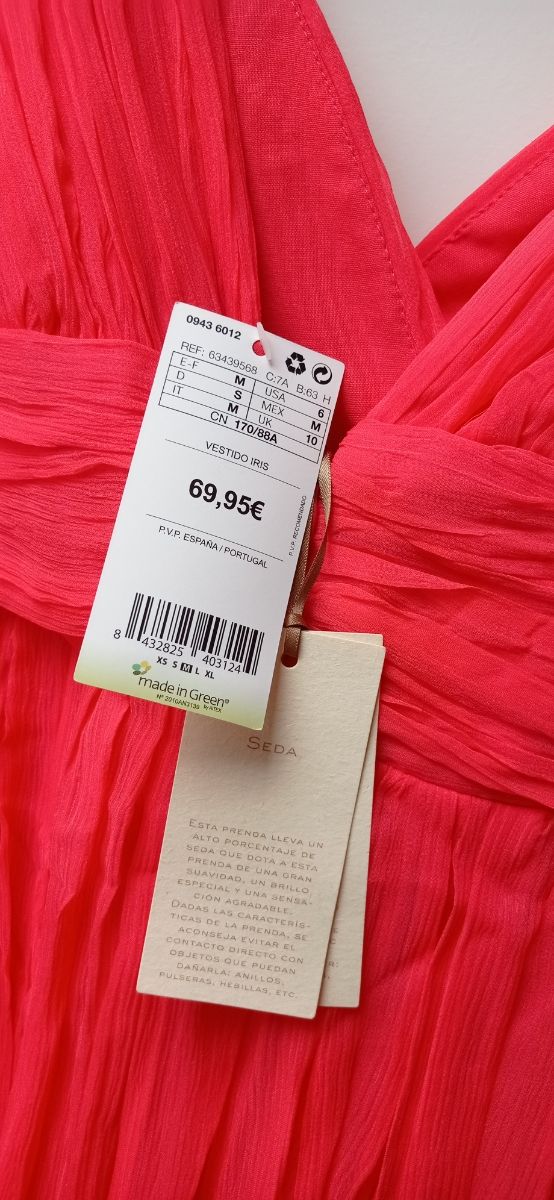 0943 6012
REF: 63439568 C:7A B:63 H
E-F M USA 6
D S MEX M
IT M UK 10
CN 170/88A
VESTIDO IRIS
69,95€
P.V.P. RECOMENDADO
P.V.P. ESPAÑA / PORTUGAL
8 432825 403124
XS S M L XL
made in Green®
by AITEX
Nº 2010AN3139
SEDA
ESTA PRENDA LLEVA UN
ALTO PORCENTAJE DE
SEDA QUE DOTA A ESTA
PRENDA DE UNA GRAN
SUAVIDAD, UN BRILLO
ESPECIAL Y UNA SENSA-
CIÓN AGRADABLE.
DADAS LAS CARACTERÍS-
TICAS DE LA PRENDA, SE
ACONSEJA EVITAR EL
CONTACTO DIRECTO CON
OBJETOS QUE PUEDAN
DAÑARLA: ANILLOS,
PULSERAS, HEBILLAS, ETC.